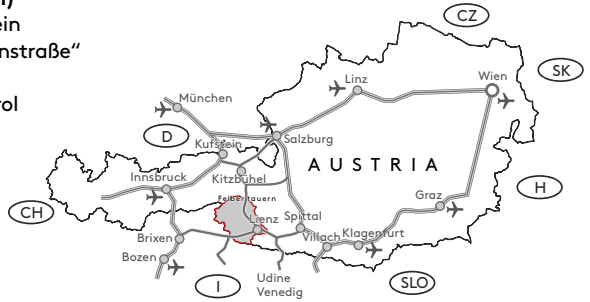 ein
nstraße“
rol
CZ
SK
Linz
Wien
München
D
Kufstein
Salzburg
AUSTRIA
Innsbruck
Kitzbühel
H
Felbertauern
Graz
CH
Lienz
Spittal
Brixen
Villach
Klagenfurt
Bozen
I
Udine
Venedig
SLO